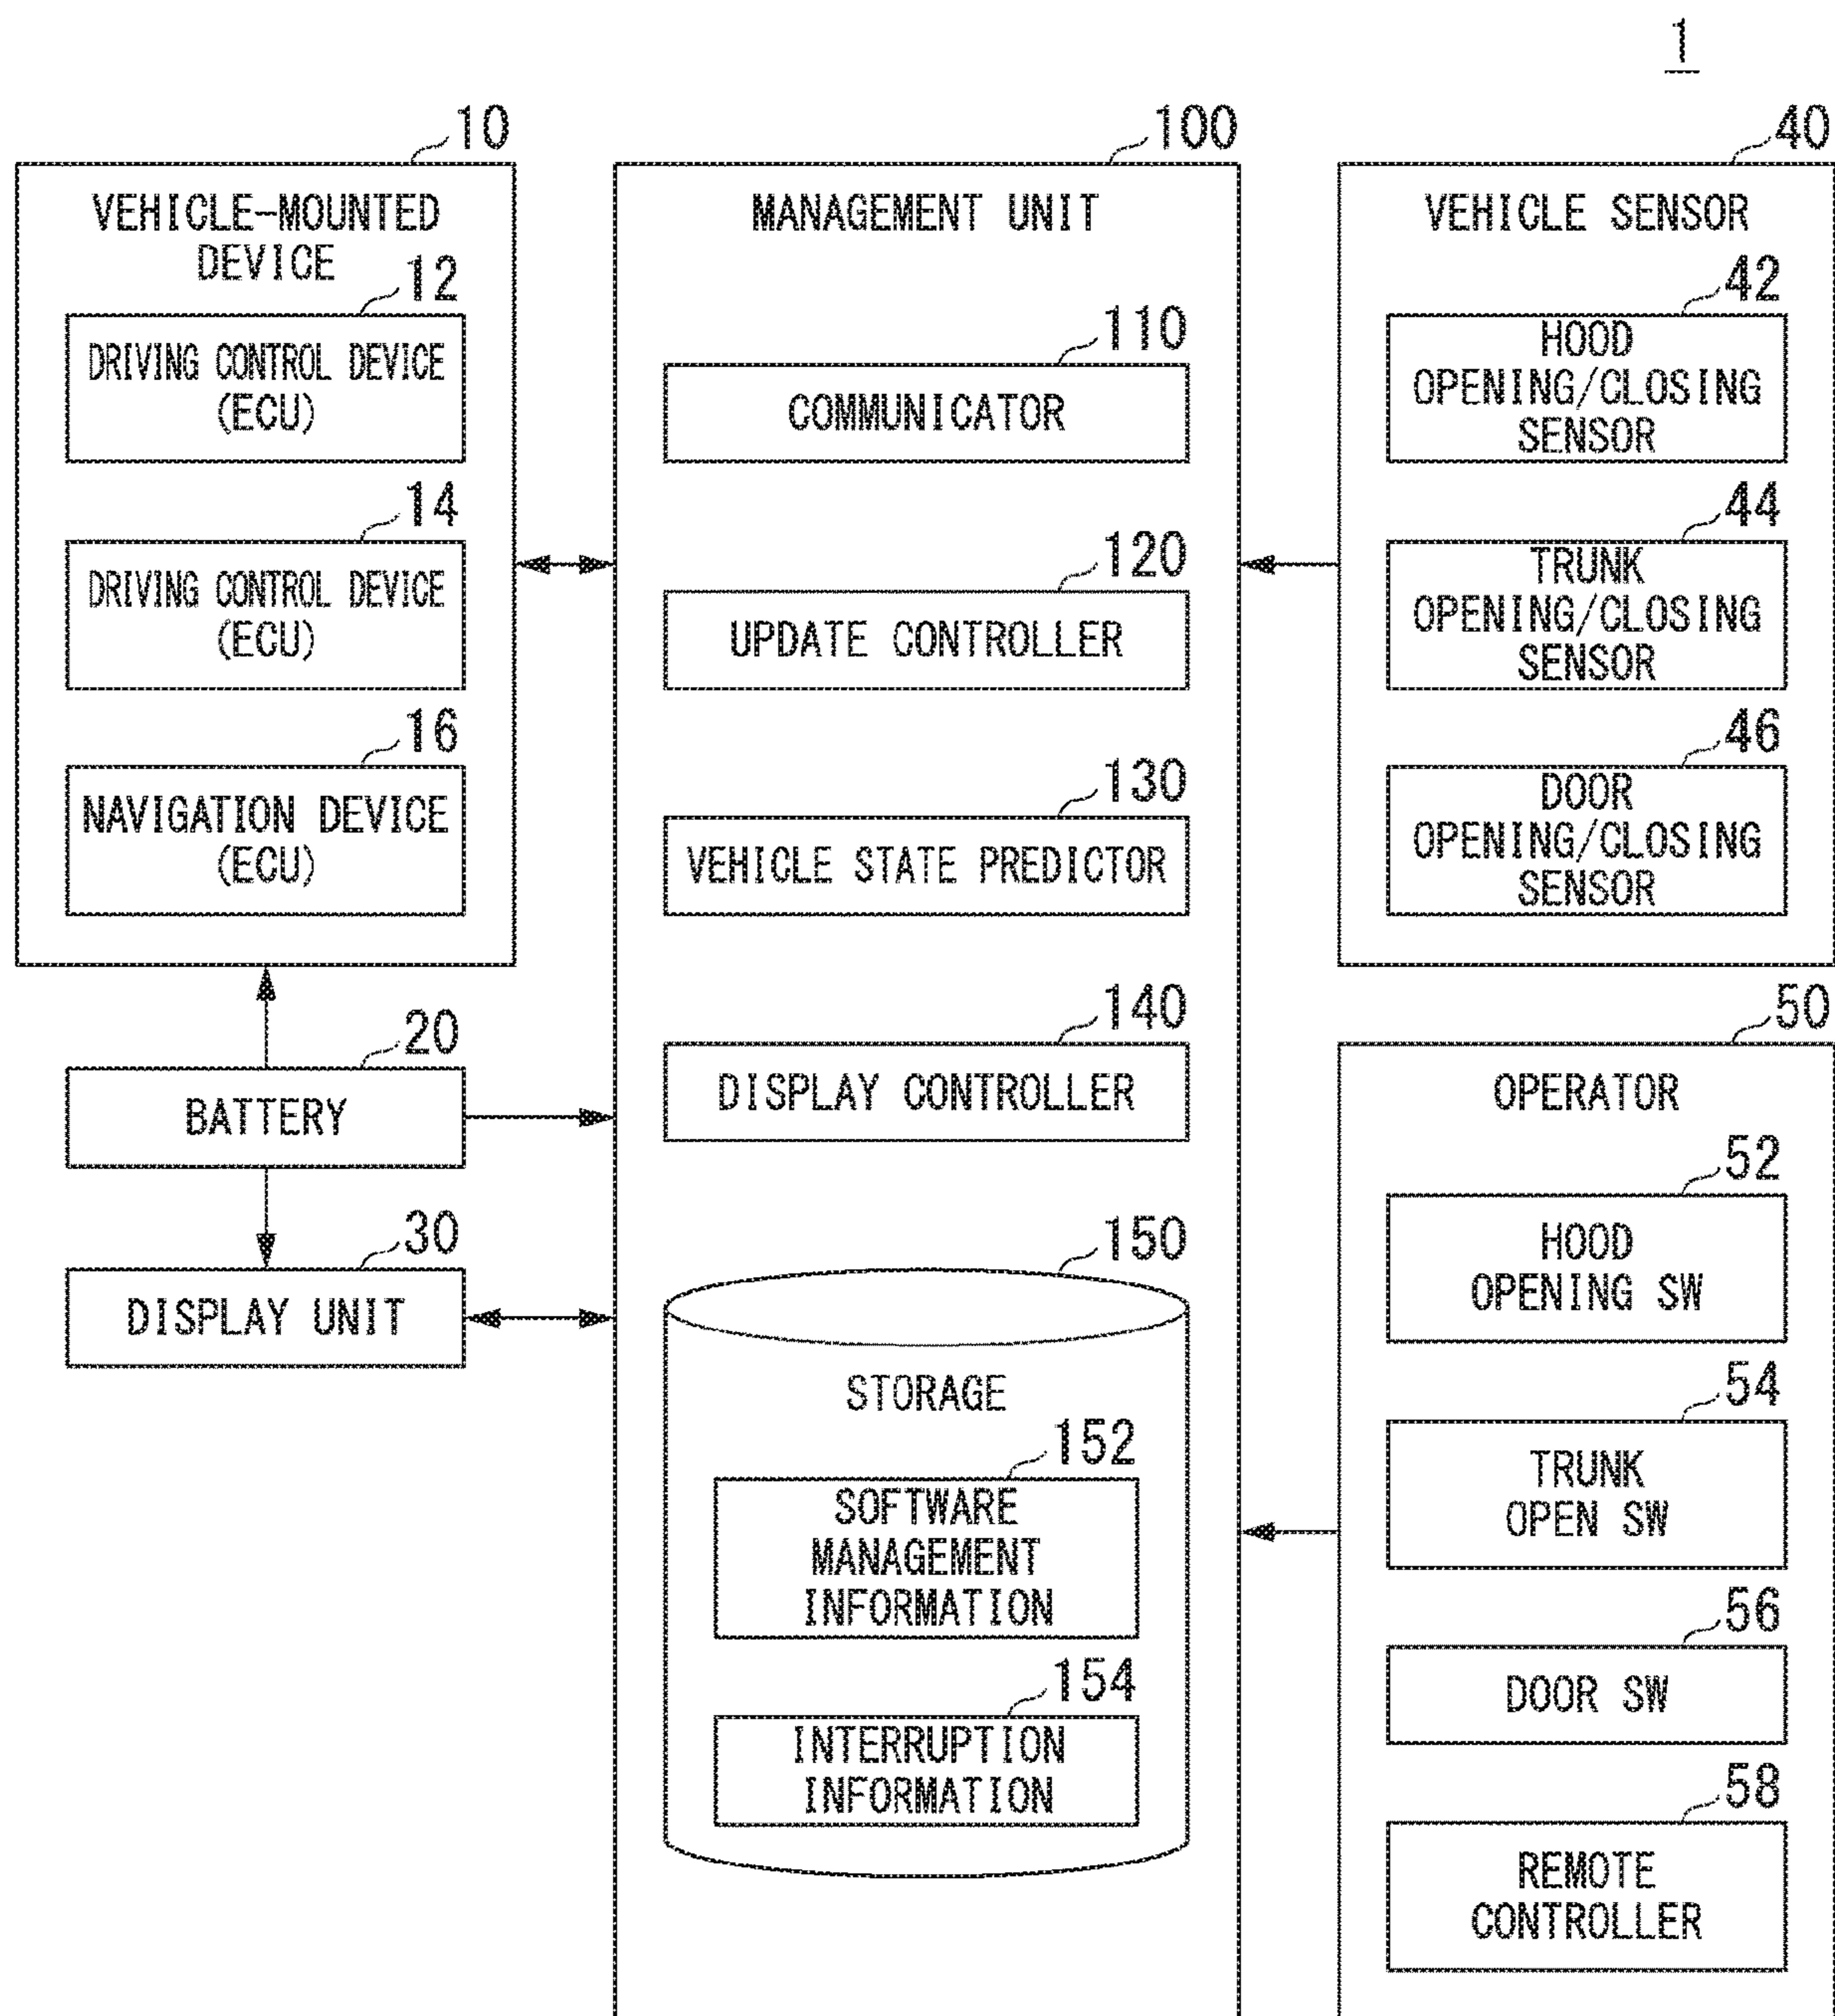 1
10
VEHICLE-MOUNTED
DEVICE
12
DRIVING CONTROL DEVICE
(ECU)
14
DRIVING CONTROL DEVICE
(ECU)
16
NAVIGATION DEVICE
(ECU)
20
BATTERY
30
DISPLAY UNIT
100
MANAGEMENT UNIT
110
COMMUNICATOR
120
UPDATE CONTROLLER
130
VEHICLE STATE PREDICTOR
140
DISPLAY CONTROLLER
150
STORAGE
152
SOFTWARE
MANAGEMENT
INFORMATION
154
INTERRUPTION
INFORMATION
40
VEHICLE SENSOR
42
HOOD
OPENING/CLOSING
SENSOR
44
TRUNK
OPENING/CLOSING
SENSOR
46
DOOR
OPENING/CLOSING
SENSOR
50
OPERATOR
52
HOOD
OPENING SW
54
TRUNK
OPEN SW
56
DOOR SW
58
REMOTE
CONTROLLER